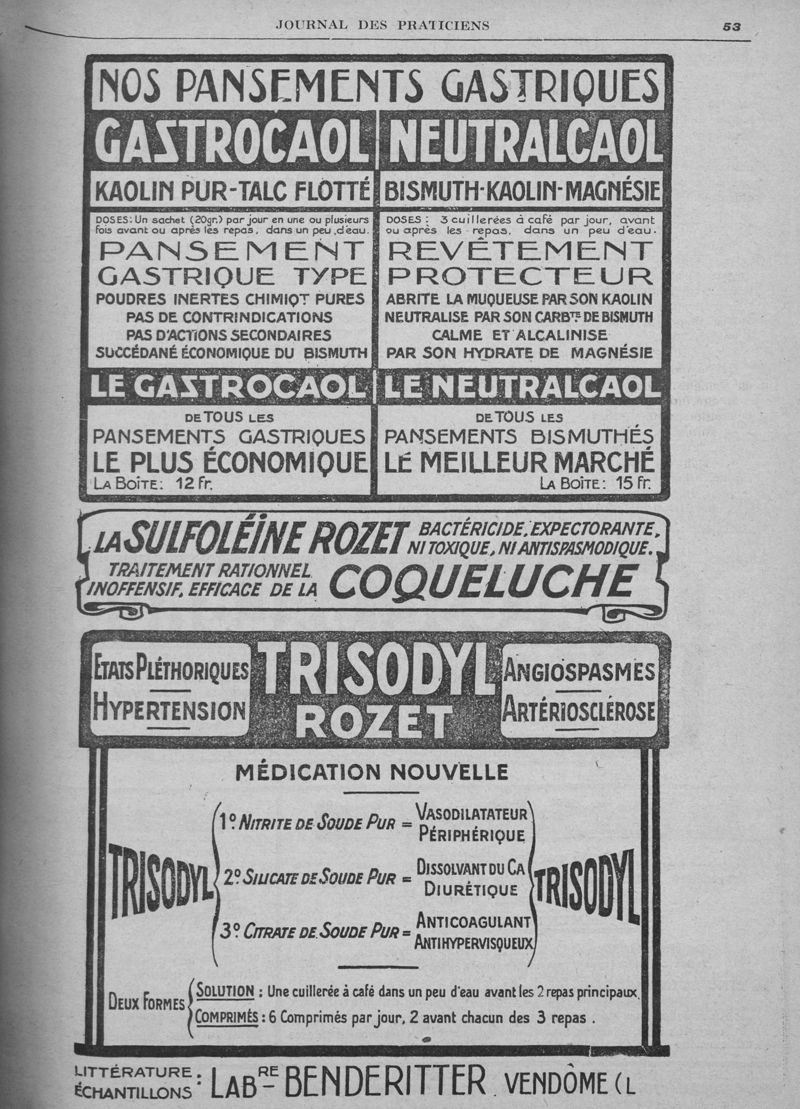 JOURNAL DES PRATICIENS 53
NOS PANSEMENTS GASTRIQUES
GASTROCAOL
KAOLIN PUR-TALC FLOTTÉ
DOSES: Un sachet (20gr.) par jour en une ou plusieurs
fois avant ou après les repas, dans un peu d'eau.
PANSEMENT
GASTRIQUE TYPE
POUDRES INERTES CHIMIQT PURES
PAS DE CONTRINDICATIONS
PAS D'ACTIONS SECONDAIRES
SUCCÉDANÉ ÉCONOMIQUE DU BISMUTH
LE GASTROCAOL
DE TOUS LES
PANSEMENTS GASTRIQUES
LE PLUS ÉCONOMIQUE
LA BOÎTE: 12 Fr.
NEUTRALCAOL
BISMUTH-KAOLIN-MAGNÉSIE
DOSES: 3 cuillerées à café par jour, avant
ou après les repas, dans un peu d'eau.
REVÊTEMENT
PROTECTEUR
ABRITE LA MUQUEUSE PAR SON KAOLIN
NEUTRALISE PAR SON CARBTE DE BISMUTH
CALME ET ALCALINISE
PAR SON HYDRATE DE MAGNÉSIE
LE NEUTRALCAOL
DE TOUS LES
PANSEMENTS BISMUTHÉS
LE MEILLEUR MARCHÉ
LA BOÎTE: 15 Fr.
LA SULFOLÉÏNE ROZET BACTÉRICIDE, EXPECTORANTE,
NI TOXIQUE, NI ANTISPASMODIQUE.
TRAITEMENT RATIONNEL
INOFFENSIF, EFFICACE DE LA COQUELUCHE
ETATS PLÉTHORIQUES
HYPERTENSION
TRISODYL
ROZET
ANGIOSPASMES
ARTÉRIOSCLÉROSE
MÉDICATION NOUVELLE
TRISODYL
1º NITRITE DE SOUDE PUR = VASODILATATEUR
PÉRIPHÉRIQUE
2º SILICATE DE SOUDE PUR = DISSOLVANT DU CA
DIURÉTIQUE
3º CITRATE DE SOUDE PUR = ANTICOAGULANT
ANTIHYPERVISQUEUX
TRISODYL
DEUX FORMES
SOLUTION : Une cuillerée à café dans un peu d'eau avant les 2 repas principaux.
COMPRIMÉS : 6 Comprimés par jour, 2 avant chacun des 3 repas.
LITTÉRATURE :
ÉCHANTILLONS : LABRE BENDERITTER. VENDÔME (L